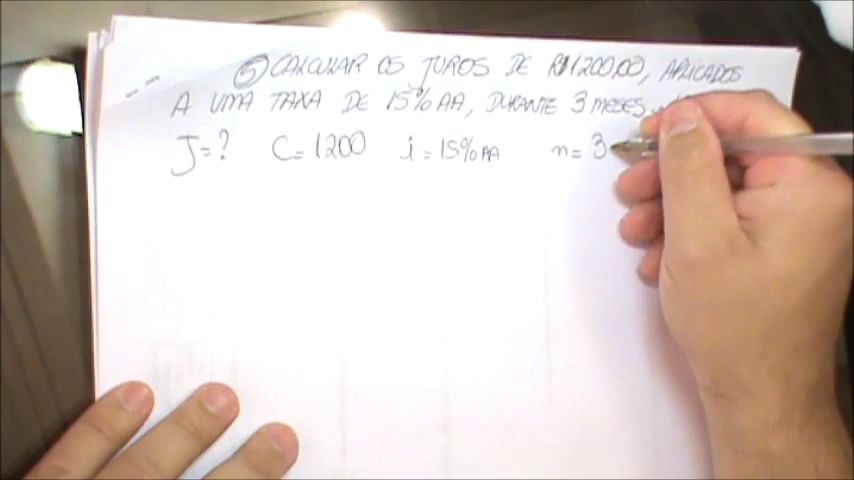 ⑤ CALCULAR OS JUROS DE R$1200,00, APLICADOS
A UMA TAXA DE 15% AA, DURANTE 3 MESES.
J=? C=1200 i=15% AA n=3